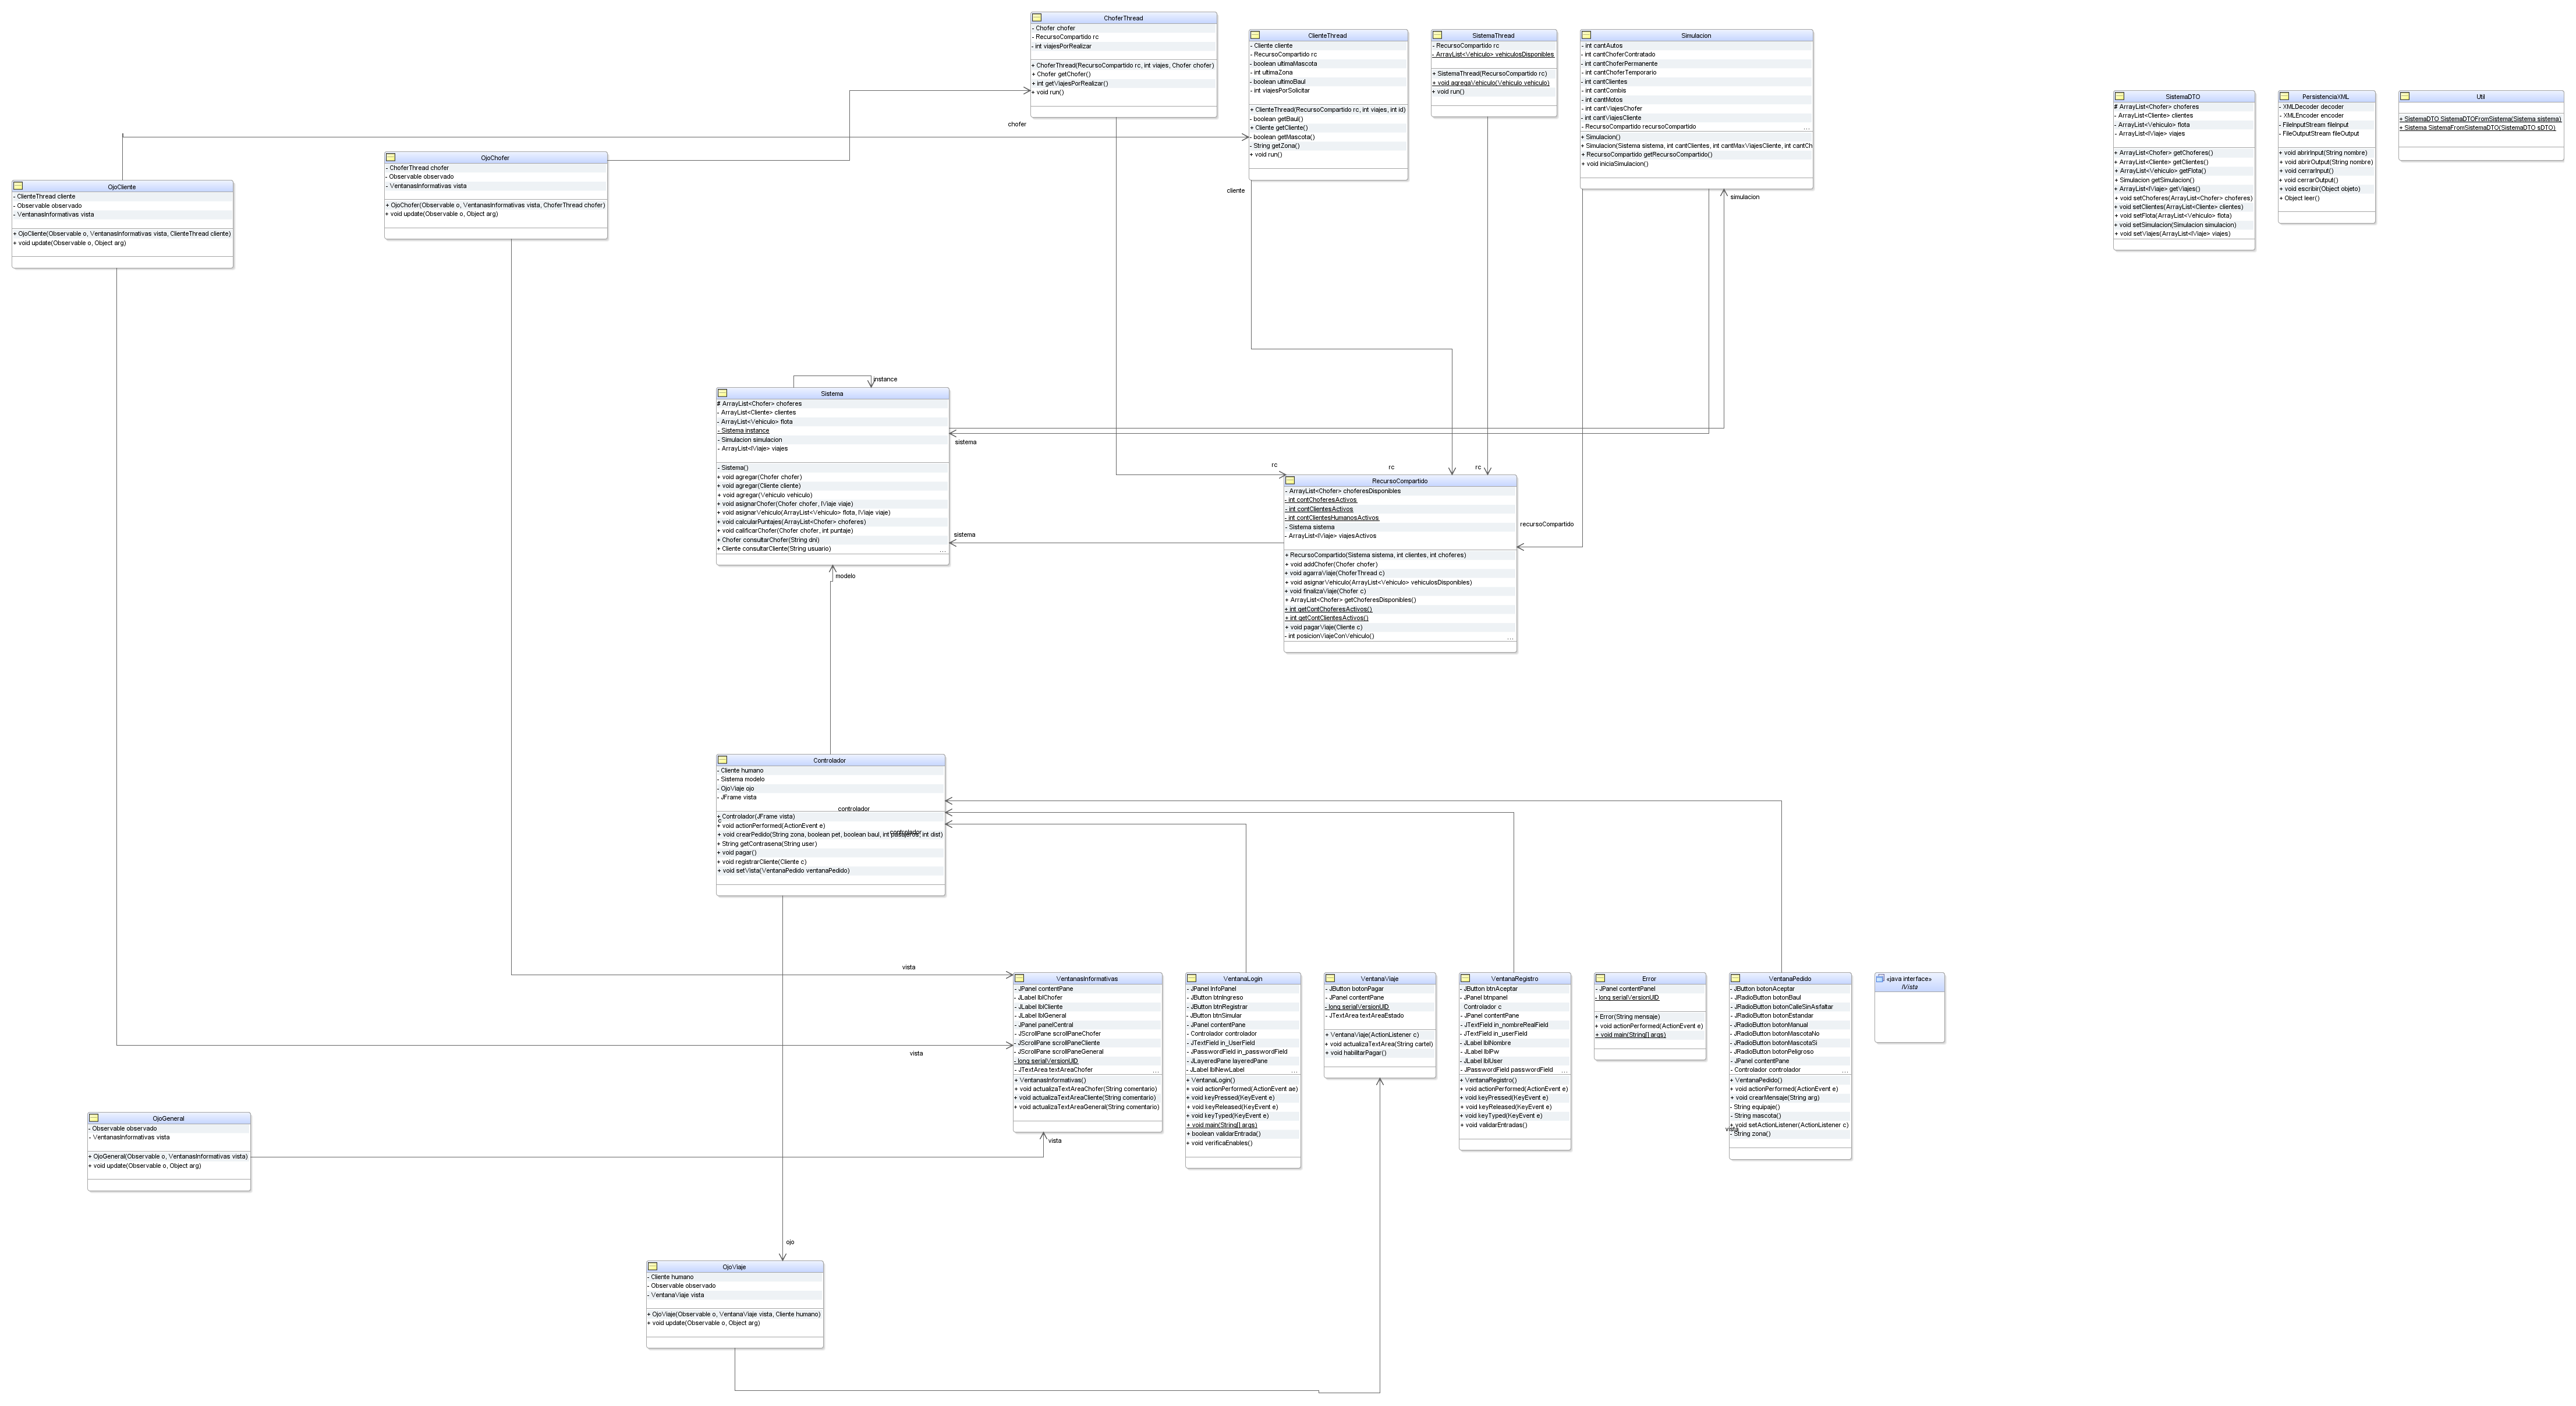 ChoferThread
- Chofer chofer
- RecursoCompartido rc
- int viajesPorRealizar
+ ChoferThread(RecursoCompartido rc, int viajes, Chofer chofer)
+ Chofer getChofer()
+ int getViajesPorRealizar()
+ void run()
ClienteThread
- Cliente cliente
- RecursoCompartido rc
- boolean ultimaMascota
- int ultimaZona
- boolean ultimoBaul
- int viajesPorSolicitar
+ ClienteThread(RecursoCompartido rc, int viajes, int id)
- boolean getBaul()
+ Cliente getCliente()
- boolean getMascota()
- String getZona()
+ void run()
SistemaThread
- RecursoCompartido rc
- ArrayList<Vehiculo> vehiculosDisponibles
+ SistemaThread(RecursoCompartido rc)
+ void agregaVehiculo(Vehiculo vehiculo)
+ void run()
Simulacion
- int cantAutos
- int cantChoferContratado
- int cantChoferPermanente
- int cantChoferTemporario
- int cantClientes
- int cantCombis
- int cantMotos
- int cantViajesChofer
- int cantViajesCliente
- RecursoCompartido recursoCompartido
...
+ Simulacion()
+ Simulacion(Sistema sistema, int cantClientes, int cantMaxViajesCliente, int cantCh
+ RecursoCompartido getRecursoCompartido()
+ void iniciaSimulacion()
SistemaDTO
# ArrayList<Chofer> choferes
- ArrayList<Cliente> clientes
- ArrayList<Vehiculo> flota
- ArrayList<IViaje> viajes
+ ArrayList<Chofer> getChoferes()
+ ArrayList<Cliente> getClientes()
+ ArrayList<Vehiculo> getFlota()
+ Simulacion getSimulacion()
+ ArrayList<IViaje> getViajes()
+ void setChoferes(ArrayList<Chofer> choferes)
+ void setClientes(ArrayList<Cliente> clientes)
+ void setFlota(ArrayList<Vehiculo> flota)
+ void setSimulacion(Simulacion simulacion)
+ void setViajes(ArrayList<IViaje> viajes)
PersistenciaXML
- XMLDecoder decoder
- XMLEncoder encoder
- FileInputStream fileInput
- FileOutputStream fileOutput
+ void abrirInput(String nombre)
+ void abrirOutput(String nombre)
+ void cerrarInput()
+ void cerrarOutput()
+ void escribir(Object objeto)
+ Object leer()
Util
+ SistemaDTO SistemaDTOFromSistema(Sistema sistema)
+ Sistema SistemaFromSistemaDTO(SistemaDTO sDTO)
chofer
cliente
simulacion
OjoChofer
- ChoferThread chofer
- Observable observado
- VentanasInformativas vista
+ OjoChofer(Observable o, VentanasInformativas vista, ChoferThread chofer)
+ void update(Observable o, Object arg)
OjoCliente
- ClienteThread cliente
- Observable observado
- VentanasInformativas vista
+ OjoCliente(Observable o, VentanasInformativas vista, ClienteThread cliente)
+ void update(Observable o, Object arg)
instance
Sistema
# ArrayList<Chofer> choferes
- ArrayList<Cliente> clientes
- ArrayList<Vehiculo> flota
- Sistema instance
- Simulacion simulacion
- ArrayList<IViaje> viajes
- Sistema()
+ void agregar(Chofer chofer)
+ void agregar(Cliente cliente)
+ void agregar(Vehiculo vehiculo)
+ void asignarChofer(Chofer chofer, IViaje viaje)
+ void asignarVehiculo(ArrayList<Vehiculo> flota, IViaje viaje)
+ void calcularPuntajes(ArrayList<Chofer> choferes)
+ void calificarChofer(Chofer chofer, int puntaje)
+ Chofer consultarChofer(String dni)
+ Cliente consultarCliente(String usuario)
...
sistema
sistema
modelo
rc
rc
rc
recursoCompartido
RecursoCompartido
- ArrayList<Chofer> choferesDisponibles
- int contChoferesActivos
- int contClientesActivos
- int contClientesHumanosActivos
- Sistema sistema
- ArrayList<IViaje> viajesActivos
+ RecursoCompartido(Sistema sistema, int clientes, int choferes)
+ void addChofer(Chofer chofer)
+ void agarraViaje(ChoferThread c)
+ void asignarVehiculo(ArrayList<Vehiculo> vehiculosDisponibles)
+ void finalizaViaje(Chofer c)
+ ArrayList<Chofer> getChoferesDisponibles()
+ int getContChoferesActivos()
+ int getContClientesActivos()
+ void pagarViaje(Cliente c)
- int posicionViajeConVehiculo()
...
Controlador
- Cliente humano
- Sistema modelo
- OjoViaje ojo
- JFrame vista
controlador
+ Controlador(JFrame vista)
c
+ void actionPerformed(ActionEvent e)
controlador
+ void crearPedido(String zona, boolean pet, boolean baul, int pasajeros, int dist)
+ String getContrasena(String user)
+ void pagar()
+ void registrarCliente(Cliente c)
+ void setVista(VentanaPedido ventanaPedido)
vista
vista
vista
VentanasInformativas
- JPanel contentPane
- JLabel lblChofer
- JLabel lblCliente
- JLabel lblGeneral
- JPanel panelCentral
- JScrollPane scrollPaneChofer
- JScrollPane scrollPaneCliente
- JScrollPane scrollPaneGeneral
- long serialVersionUID
- JTextArea textAreaChofer
...
+ VentanasInformativas()
+ void actualizaTextAreaChofer(String comentario)
+ void actualizaTextAreaCliente(String comentario)
+ void actualizaTextAreaGeneral(String comentario)
VentanaLogin
- JPanel InfoPanel
- JButton btnIngreso
- JButton btnRegistrar
- JButton btnSimular
- JPanel contentPane
- Controlador controlador
- JTextField in_UserField
- JPasswordField in_passwordField
- JLayeredPane layeredPane
- JLabel lblNewLabel
...
+ VentanaLogin()
+ void actionPerformed(ActionEvent ae)
+ void keyPressed(KeyEvent e)
+ void keyReleased(KeyEvent e)
+ void keyTyped(KeyEvent e)
+ void main(String[] args)
+ boolean validarEntrada()
+ void verificaEnables()
VentanaViaje
- JButton botonPagar
- JPanel contentPane
- long serialVersionUID
- JTextArea textAreaEstado
+ VentanaViaje(ActionListener c)
+ void actualizaTextArea(String cartel)
+ void habilitarPagar()
VentanaRegistro
- JButton btnAceptar
- JPanel btnpanel
Controlador c
- JPanel contentPane
- JTextField in_nombreRealField
- JTextField in_userField
- JLabel lblNombre
- JLabel lblPw
- JLabel lblUser
- JPasswordField passwordField
...
+ VentanaRegistro()
+ void actionPerformed(ActionEvent e)
+ void keyPressed(KeyEvent e)
+ void keyReleased(KeyEvent e)
+ void keyTyped(KeyEvent e)
+ void validarEntradas()
Error
- JPanel contentPanel
- long serialVersionUID
+ Error(String mensaje)
+ void actionPerformed(ActionEvent e)
+ void main(String[] args)
VentanaPedido
- JButton botonAceptar
- JRadioButton botonBaul
- JRadioButton botonCalleSinAsfaltar
- JRadioButton botonEstandar
- JRadioButton botonManual
- JRadioButton botonMascotaNo
- JRadioButton botonMascotaSi
- JRadioButton botonPeligroso
- JPanel contentPane
- Controlador controlador
...
+ VentanaPedido()
+ void actionPerformed(ActionEvent e)
+ void crearMensaje(String arg)
- String equipaje()
- String mascota()
+ void setActionListener(ActionListener c)
vista
- String zona()
«java interface»
IVista
OjoGeneral
- Observable observado
- VentanasInformativas vista
+ OjoGeneral(Observable o, VentanasInformativas vista)
+ void update(Observable o, Object arg)
ojo
OjoViaje
- Cliente humano
- Observable observado
- VentanaViaje vista
+ OjoViaje(Observable o, VentanaViaje vista, Cliente humano)
+ void update(Observable o, Object arg)